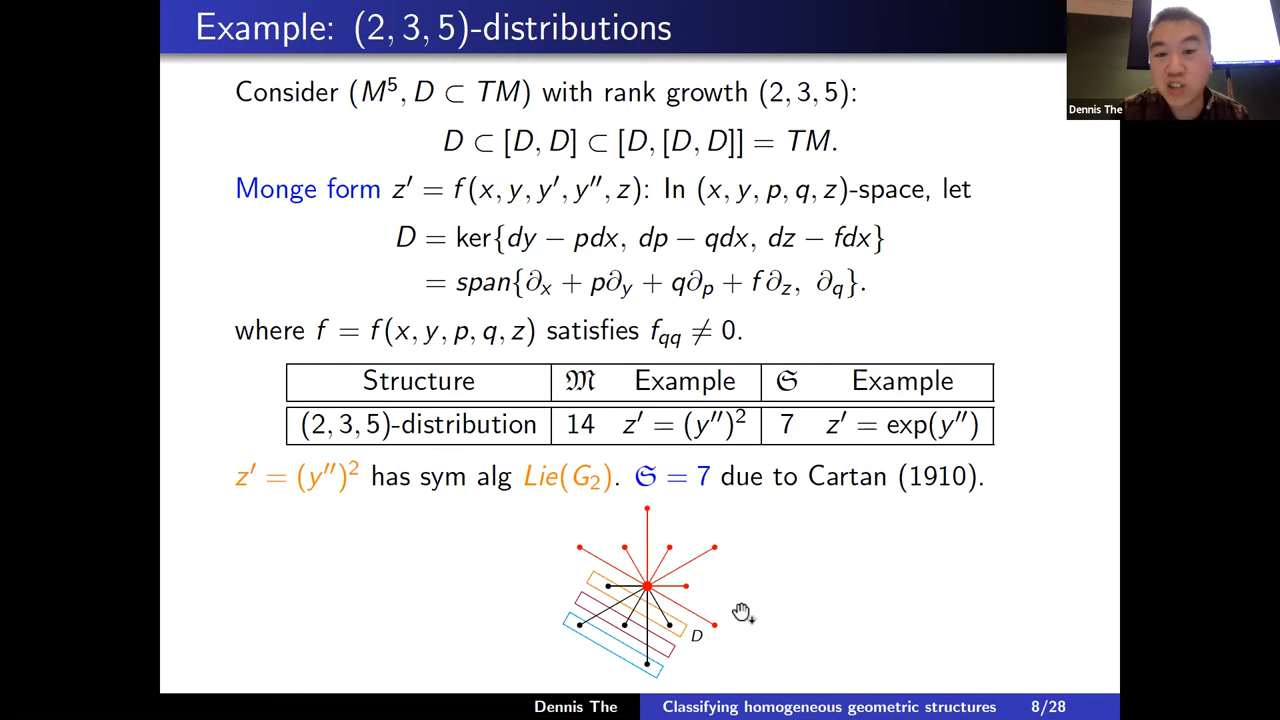 Example: (2, 3, 5)-distributions
Dennis The
Consider (M⁵, D ⊂ TM) with rank growth (2, 3, 5):
D ⊂ [D, D] ⊂ [D, [D, D]] = TM.
Monge form z′ = f(x, y, y′, y″, z): In (x, y, p, q, z)-space, let
D = ker{dy − pdx, dp − qdx, dz − fdx}
= span{∂ₓ + p∂_y + q∂_p + f∂_z, ∂_q}.
where f = f(x, y, p, q, z) satisfies f_qq ≠ 0.
Structure 𝔐 Example 𝔖 Example
(2, 3, 5)-distribution 14 z′ = (y″)² 7 z′ = exp(y″)
z′ = (y″)² has sym alg Lie(G₂). 𝔖 = 7 due to Cartan (1910).
D
Dennis The Classifying homogeneous geometric structures 8/28